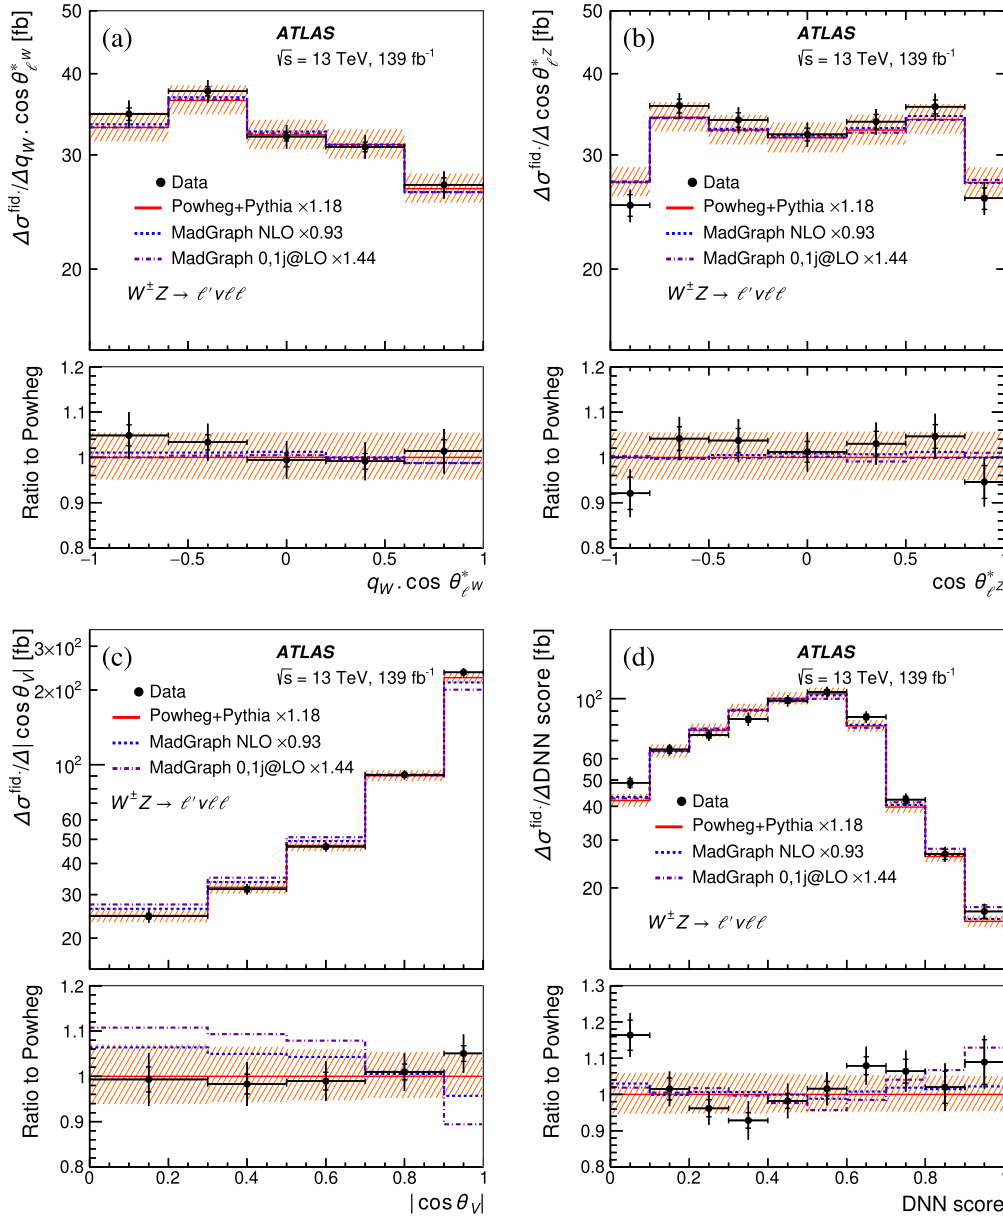 (a) ATLAS
√s = 13 TeV, 139 fb⁻¹
Δσ^fid. /Δq_W · cos θ*_ℓW [fb]
40
30
20
Data
Powheg+Pythia ×1.18
MadGraph NLO ×0.93
MadGraph 0,1j@LO ×1.44
W^± Z → ℓ′νℓℓ
Ratio to Powheg
1.2
1.1
1
0.9
0.8
−1 −0.5 0 0.5 1
q_W · cos θ*_ℓW
(b) ATLAS
√s = 13 TeV, 139 fb⁻¹
Δσ^fid. /Δ cos θ*_ℓZ [fb]
50
40
30
20
Data
Powheg+Pythia ×1.18
MadGraph NLO ×0.93
MadGraph 0,1j@LO ×1.44
W^± Z → ℓ′νℓℓ
Ratio to Powheg
1.2
1.1
1
0.9
0.8
−1 −0.5 0 0.5 1
cos θ*_ℓZ
(c) ATLAS
√s = 13 TeV, 139 fb⁻¹
Δσ^fid. /Δ|cos θ_V| [fb]
3×10²
2×10²
10²
60
50
40
30
20
Data
Powheg+Pythia ×1.18
MadGraph NLO ×0.93
MadGraph 0,1j@LO ×1.44
W^± Z → ℓ′νℓℓ
Ratio to Powheg
1.2
1.1
1
0.9
0.8
0 0.2 0.4 0.6 0.8 1
|cos θ_V|
(d) ATLAS
√s = 13 TeV, 139 fb⁻¹
Δσ^fid. /ΔDNN score [fb]
10²
60
50
40
30
20
Data
Powheg+Pythia ×1.18
MadGraph NLO ×0.93
MadGraph 0,1j@LO ×1.44
W^± Z → ℓ′νℓℓ
Ratio to Powheg
1.3
1.2
1.1
1
0.9
0.8
0 0.2 0.4 0.6 0.8 1
DNN score